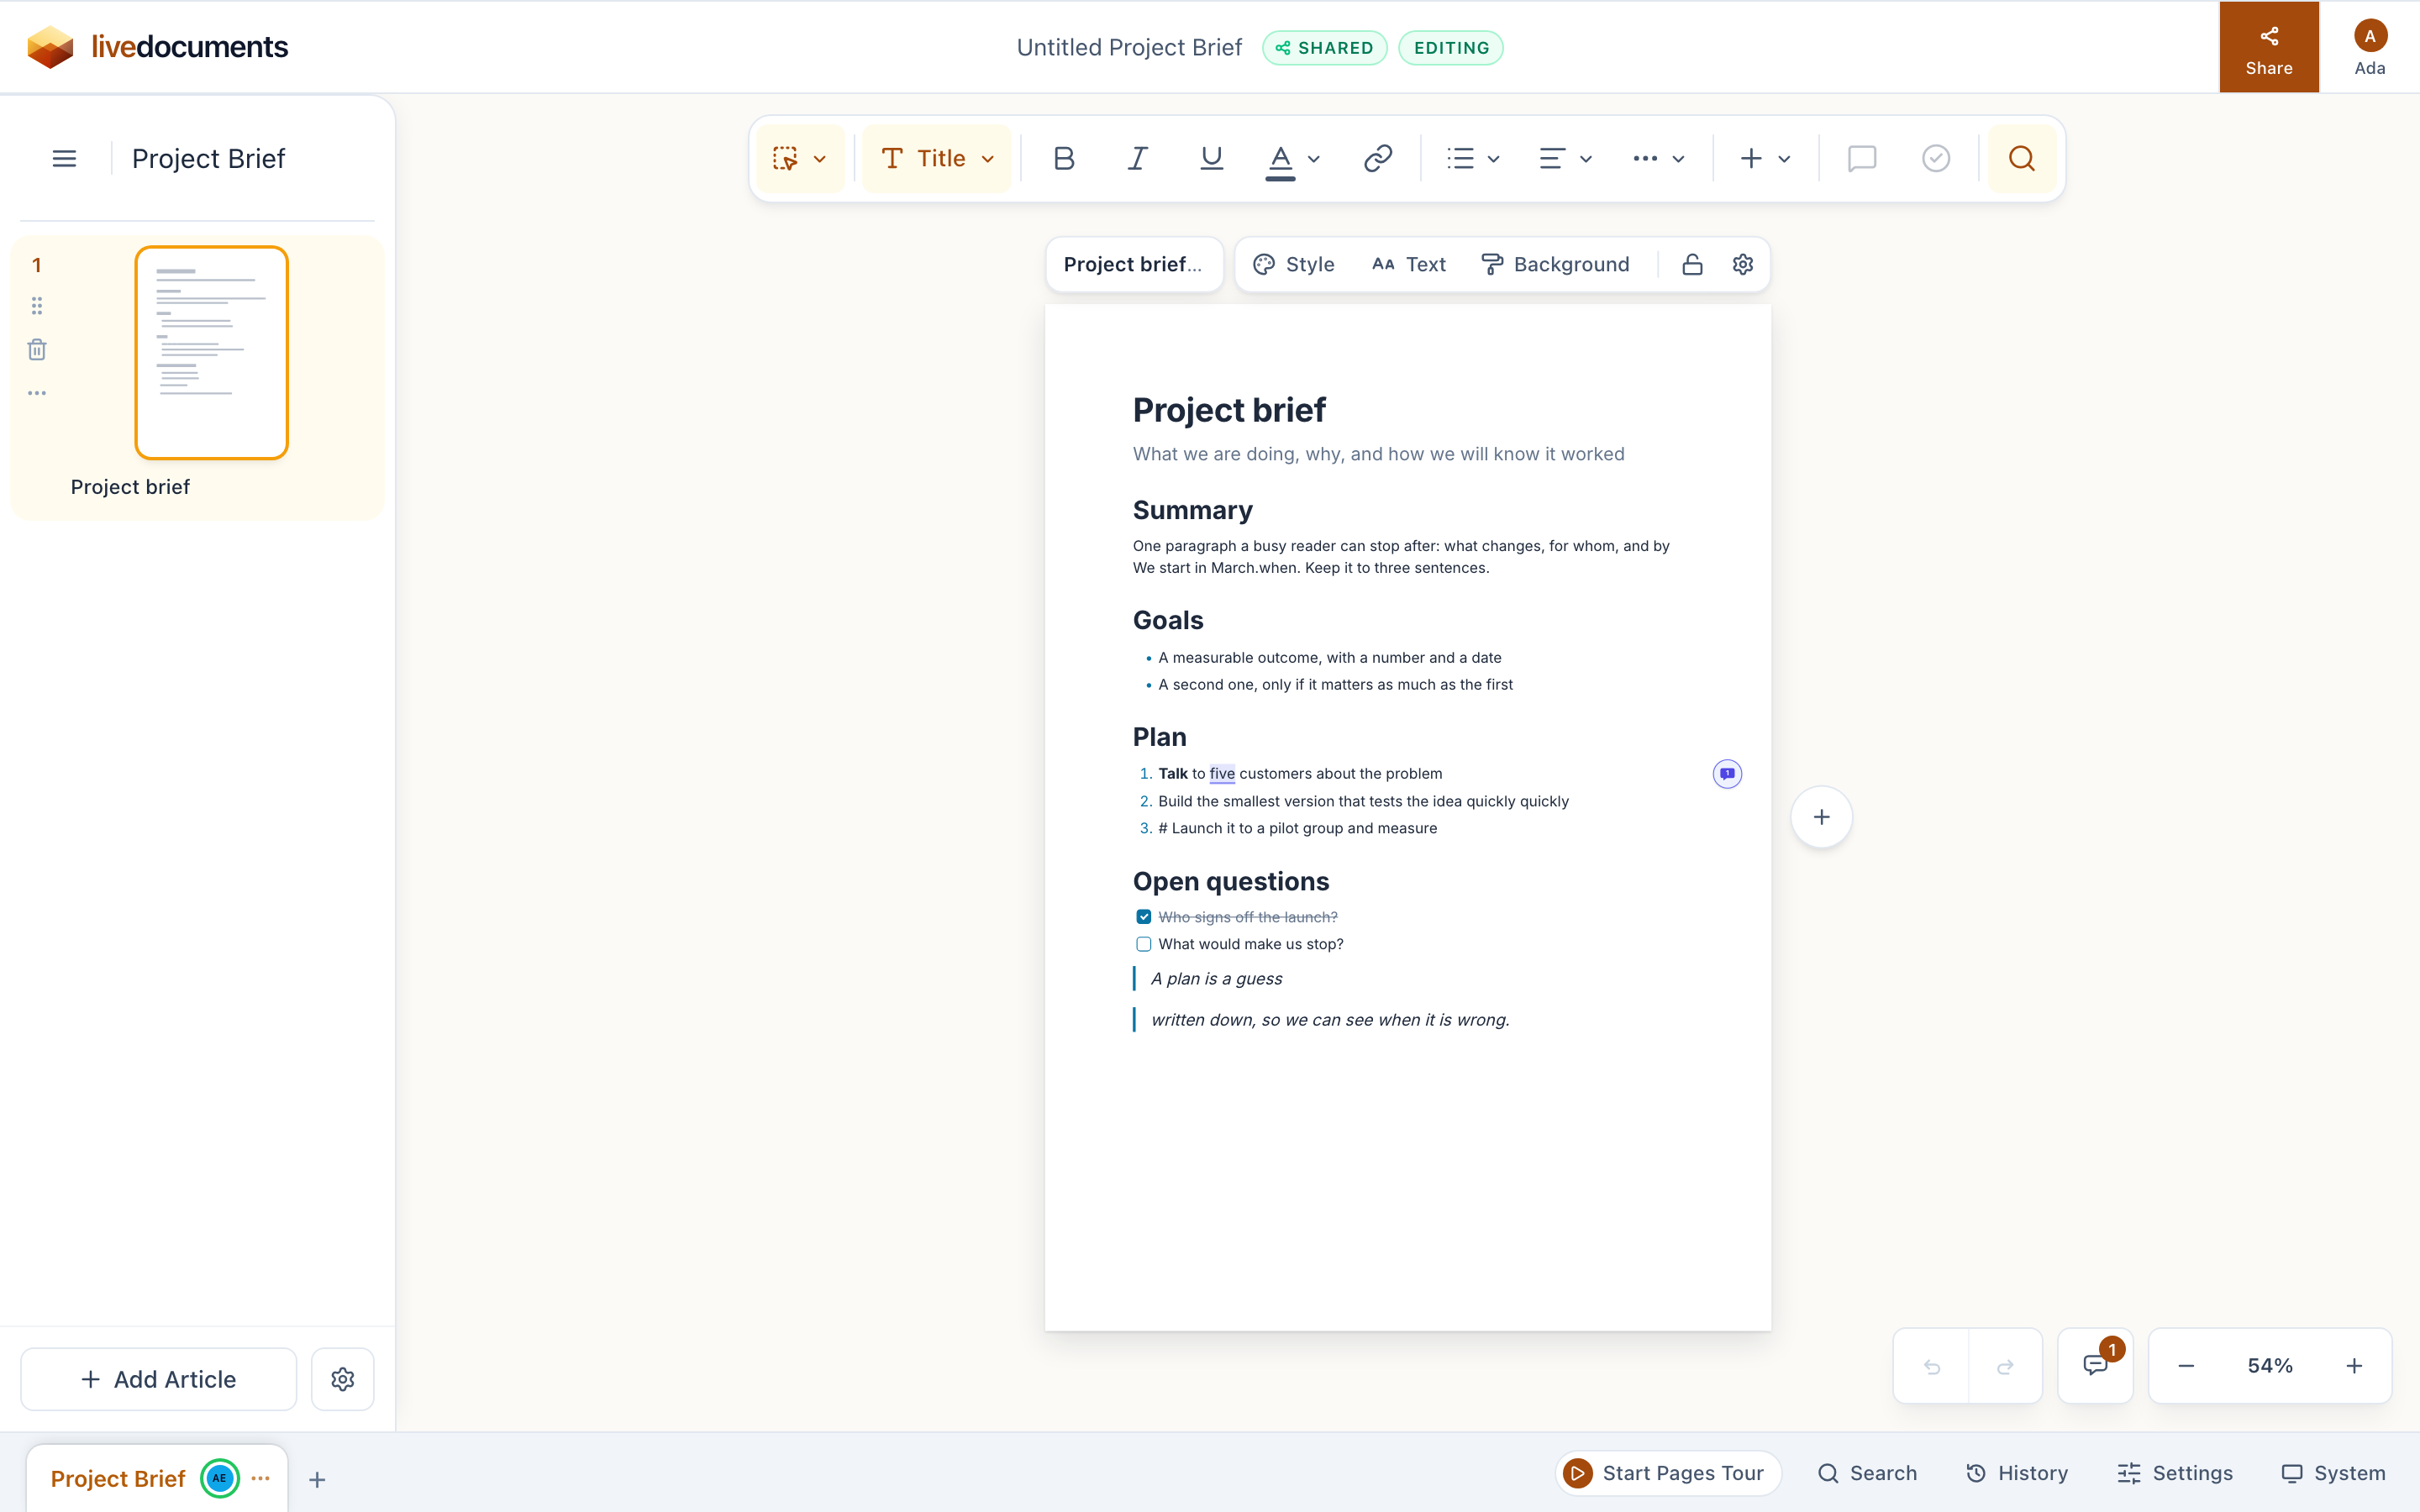 livedocuments
Untitled Project Brief
SHARED
EDITING
Share
A
Ada
Project Brief
Title
1
Project brief
Project brief...
Style
Text
Background
Project brief
What we are doing, why, and how we will know it worked
Summary
One paragraph a busy reader can stop after: what changes, for whom, and by
We start in March.when. Keep it to three sentences.
Goals
• A measurable outcome, with a number and a date
• A second one, only if it matters as much as the first
Plan
1. Talk to five customers about the problem
1
2. Build the smallest version that tests the idea quickly quickly
3. # Launch it to a pilot group and measure
Open questions
Who signs off the launch?
What would make us stop?
A plan is a guess
written down, so we can see when it is wrong.
Add Article
1
54%
Project Brief
AE
Start Pages Tour
Search
History
Settings
System